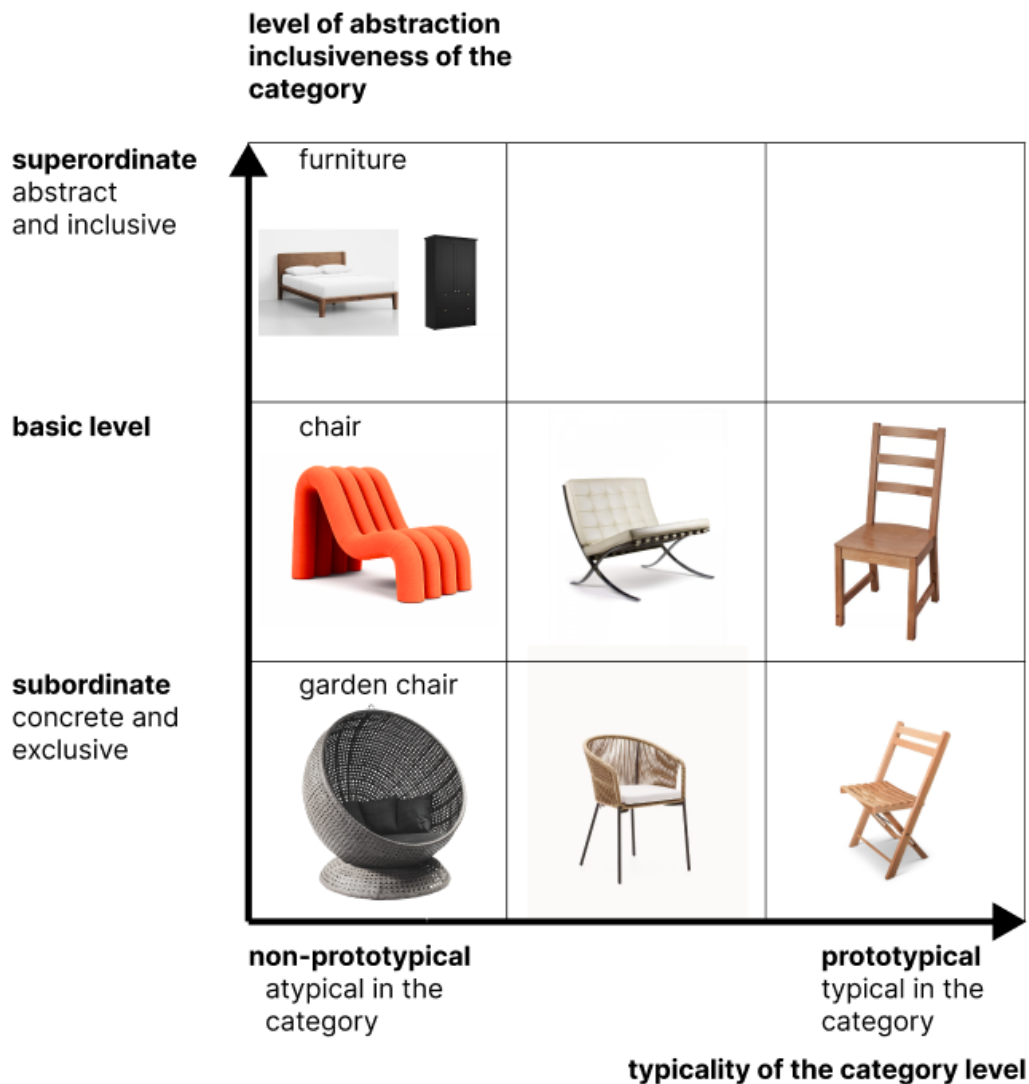 level of abstraction
inclusiveness of the
category
superordinate
abstract
and inclusive
furniture
basic level
chair
subordinate
concrete and
exclusive
garden chair
non-prototypical
atypical in the
category
prototypical
typical in the
category
typicality of the category level